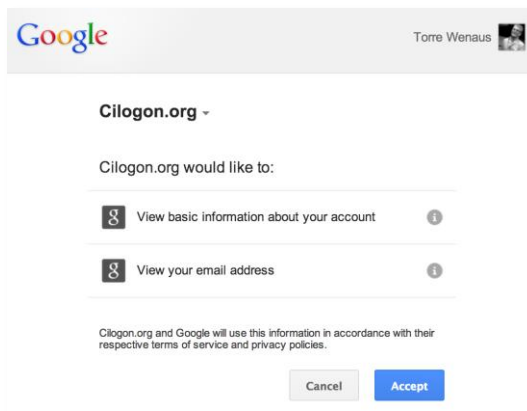 Google
Torre Wenaus
Cilogon.org
Cilogon.org would like to:
View basic information about your account
View your email address
Cilogon.org and Google will use this information in accordance with their
respective terms of service and privacy policies.
Cancel
Accept